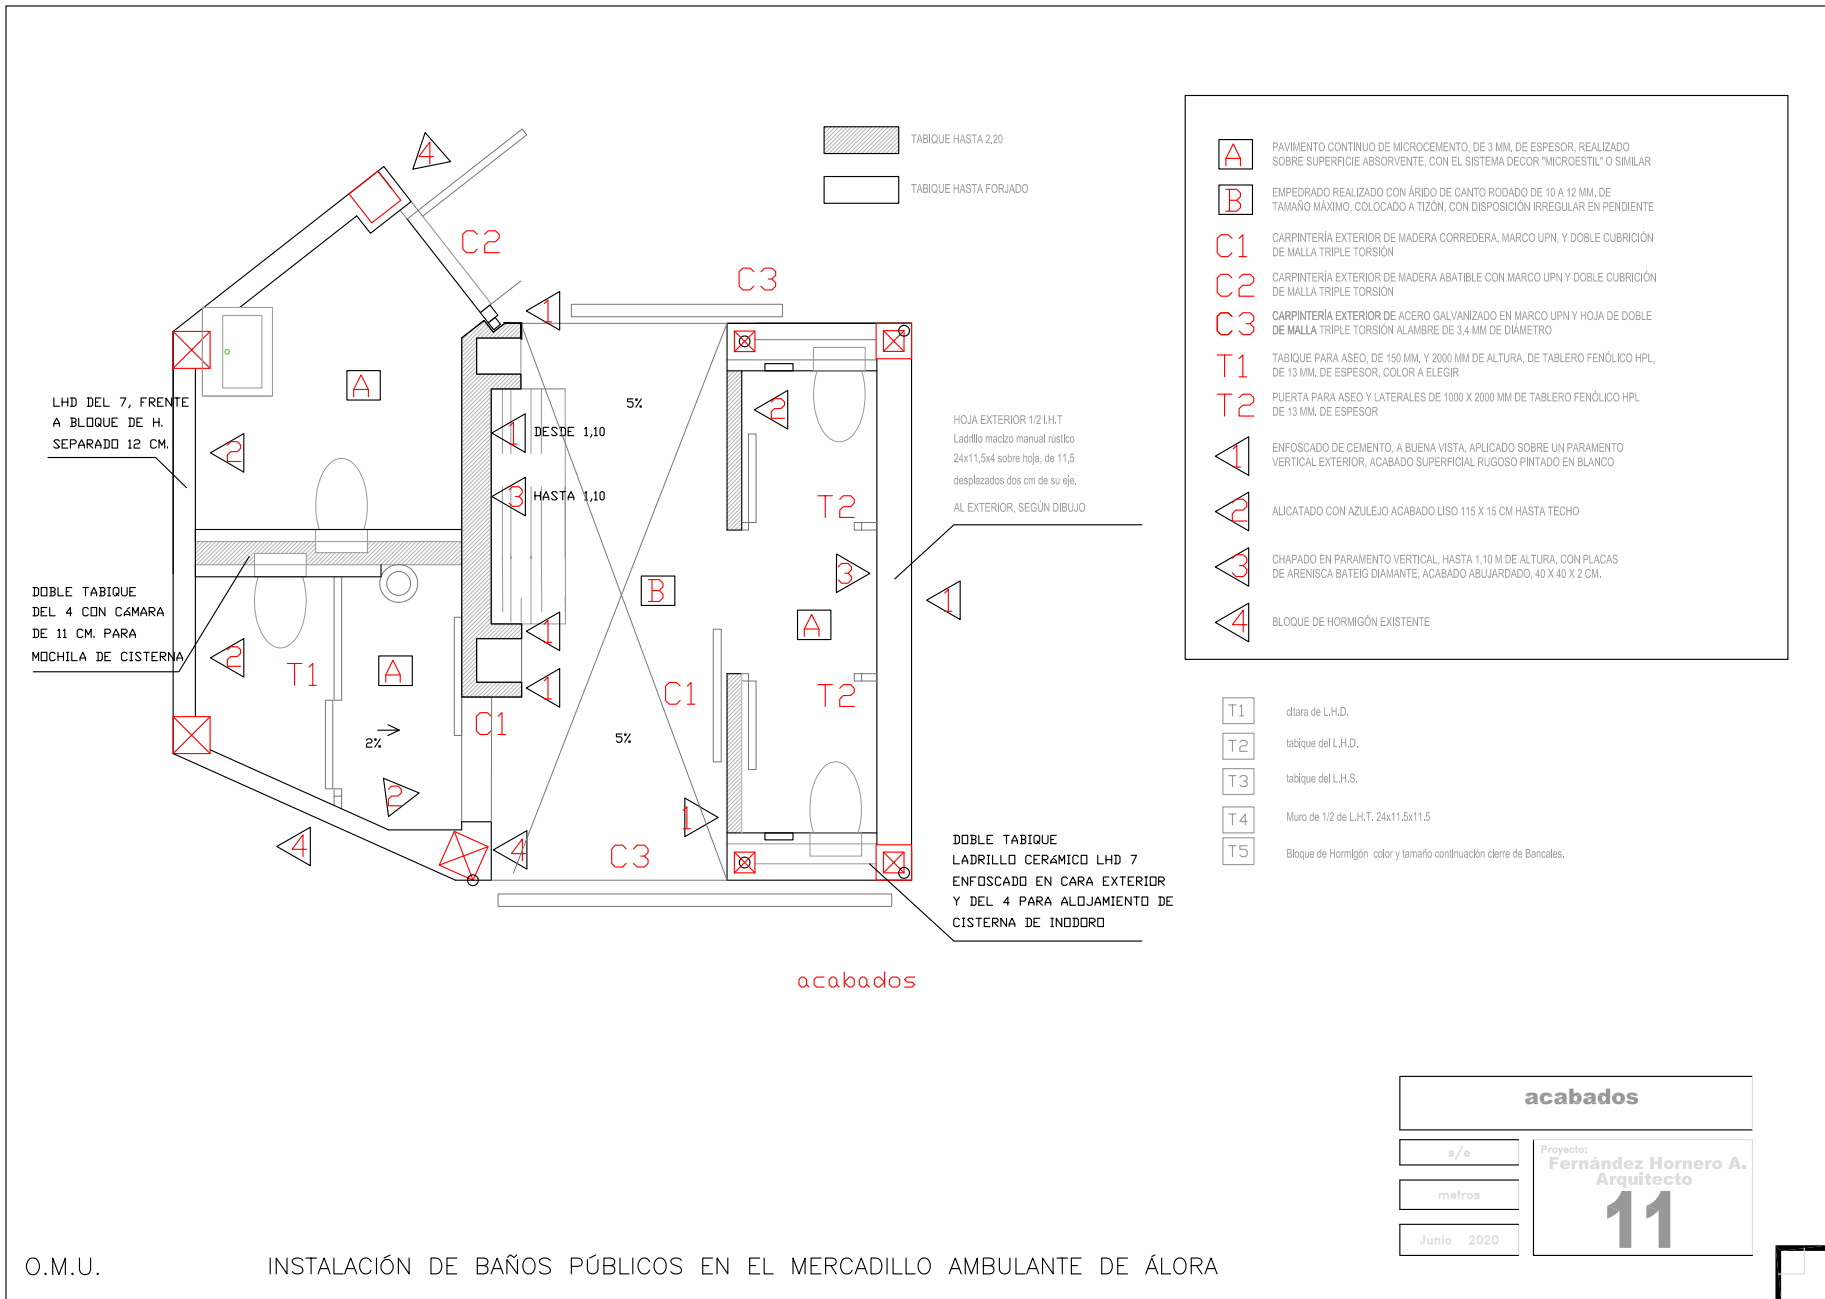 TABIQUE HASTA 2,20
TABIQUE HASTA FORJADO
A
PAVIMENTO CONTINUO DE MICROCEMENTO, DE 3 MM. DE ESPESOR, REALIZADO
SOBRE SUPERFICIE ABSORVENTE, CON EL SISTEMA DECOR "MICROESTIL" O SIMILAR
B
EMPEDRADO REALIZADO CON ÁRIDO DE CANTO RODADO DE 10 A 12 MM. DE
TAMAÑO MÁXIMO, COLOCADO A TIZÓN, CON DISPOSICIÓN IRREGULAR EN PENDIENTE
C1
CARPINTERÍA EXTERIOR DE MADERA CORREDERA, MARCO UPN, Y DOBLE CUBRICIÓN
DE MALLA TRIPLE TORSIÓN
C2
CARPINTERÍA EXTERIOR DE MADERA ABATIBLE CON MARCO UPN Y DOBLE CUBRICIÓN
DE MALLA TRIPLE TORSIÓN
C3
CARPINTERÍA EXTERIOR DE ACERO GALVANIZADO EN MARCO UPN Y HOJA DE DOBLE
DE MALLA TRIPLE TORSIÓN ALAMBRE DE 3,4 MM DE DIÁMETRO
T1
TABIQUE PARA ASEO, DE 150 MM. Y 2000 MM DE ALTURA, DE TABLERO FENÓLICO HPL,
DE 13 MM. DE ESPESOR, COLOR A ELEGIR
T2
PUERTA PARA ASEO Y LATERALES DE 1000 X 2000 MM DE TABLERO FENÓLICO HPL
DE 13 MM. DE ESPESOR
1
ENFOSCADO DE CEMENTO, A BUENA VISTA, APLICADO SOBRE UN PARAMENTO
VERTICAL EXTERIOR, ACABADO SUPERFICIAL RUGOSO PINTADO EN BLANCO
2
ALICATADO CON AZULEJO ACABADO LISO 115 X 15 CM HASTA TECHO
3
CHAPADO EN PARAMENTO VERTICAL, HASTA 1,10 M DE ALTURA, CON PLACAS
DE ARENISCA BATEIG DIAMANTE, ACABADO ABUJARDADO, 40 X 40 X 2 CM.
4
BLOQUE DE HORMIGÓN EXISTENTE
T1
citara de L.H.D.
T2
tabique del L.H.D.
T3
tabique del L.H.S.
T4
Muro de 1/2 de L.H.T. 24x11.5x11.5
T5
Bloque de Hormigón color y tamaño continuación cierre de Bancales.
4
C2
C3
1
A
LHD DEL 7, FRENTE
A BLOQUE DE H.
SEPARADO 12 CM.
2
1
DESDE 1,10
3
HASTA 1,10
5%
2
T2
HOJA EXTERIOR 1/2 L.H.T
Ladrillo macizo manual rústico
24x11,5x4 sobre hoja, de 11,5
desplazados dos cm de su eje.
AL EXTERIOR, SEGÚN DIBUJO
3
B
1
A
DOBLE TABIQUE
DEL 4 CON CÁMARA
DE 11 CM. PARA
MOCHILA DE CISTERNA
2
T1
A
1
1
C1
C1
T2
2%
5%
2
1
4
4
C3
DOBLE TABIQUE
LADRILLO CERÁMICO LHD 7
ENFOSCADO EN CARA EXTERIOR
Y DEL 4 PARA ALOJAMIENTO DE
CISTERNA DE INODORO
acabados
acabados
s/e
metros
Junio 2020
Proyecto:
Fernández Hornero A.
Arquitecto
11
O.M.U.
INSTALACIÓN DE BAÑOS PÚBLICOS EN EL MERCADILLO AMBULANTE DE ÁLORA